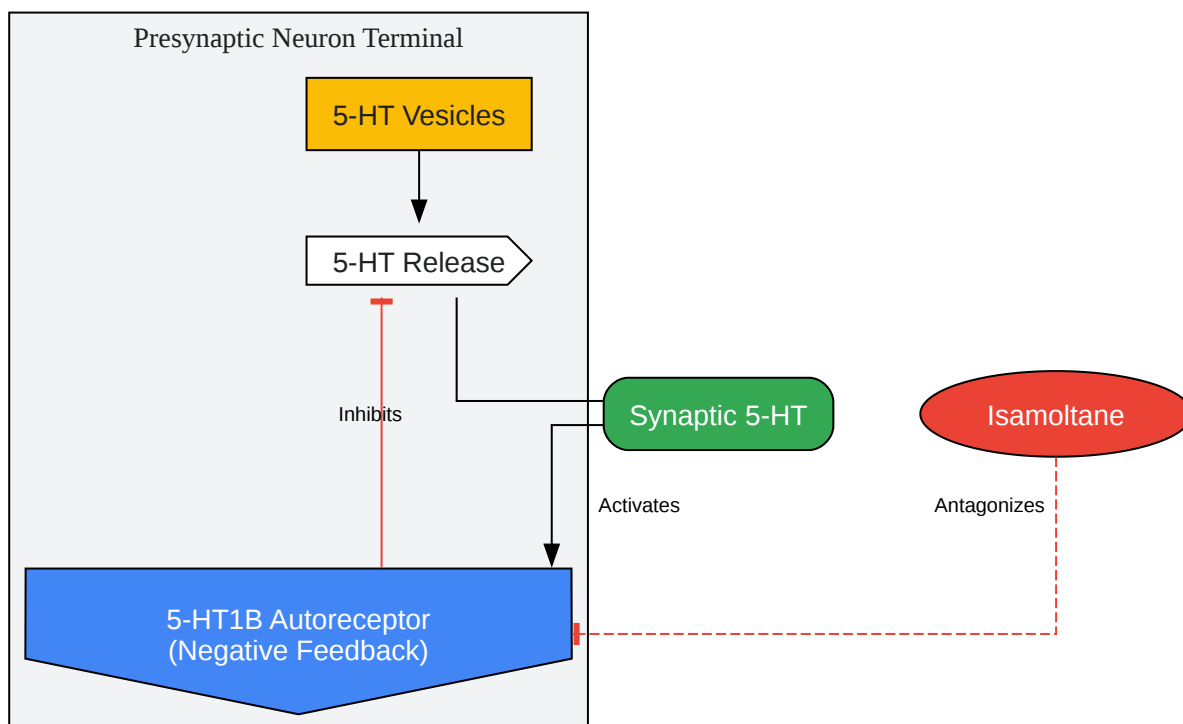 Presynaptic Neuron Terminal
5-HT Vesicles
5-HT Release
Inhibits
Synaptic 5-HT
Isamoltane
Activates
Antagonizes
5-HT1B Autoreceptor
(Negative Feedback)